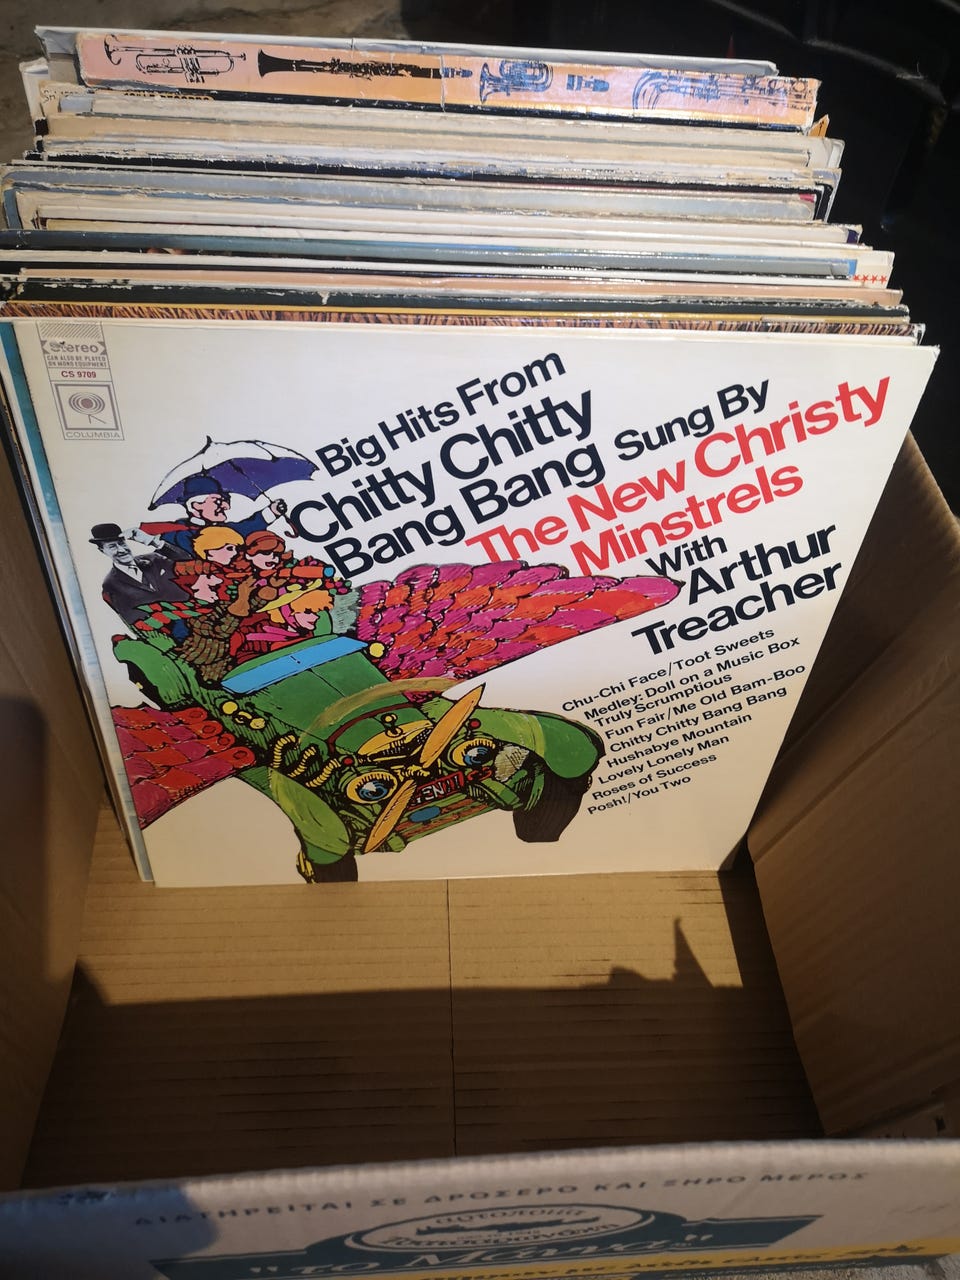 Stereo
CAN ALSO BE PLAYED
ON MONO EQUIPMENT
CS 9709
COLUMBIA
Big Hits From
Chitty Chitty
Bang Bang Sung By
The New Christy
Minstrels
With
Arthur
Treacher
Chu-Chi Face/Toot Sweets
Medley: Doll on a Music Box
Truly Scrumptious
Fun Fair/Me Old Bam-Boo
Chitty Chitty Bang Bang
Hushabye Mountain
Lovely Lonely Man
Roses of Success
Posh!/You Two
ΔΙΑΤΗΡΕΙΤΑΙ ΣΕ ΔΡΟΣΕΡΟ ΚΑΙ ΞΗΡΟ ΜΕΡΟΣ